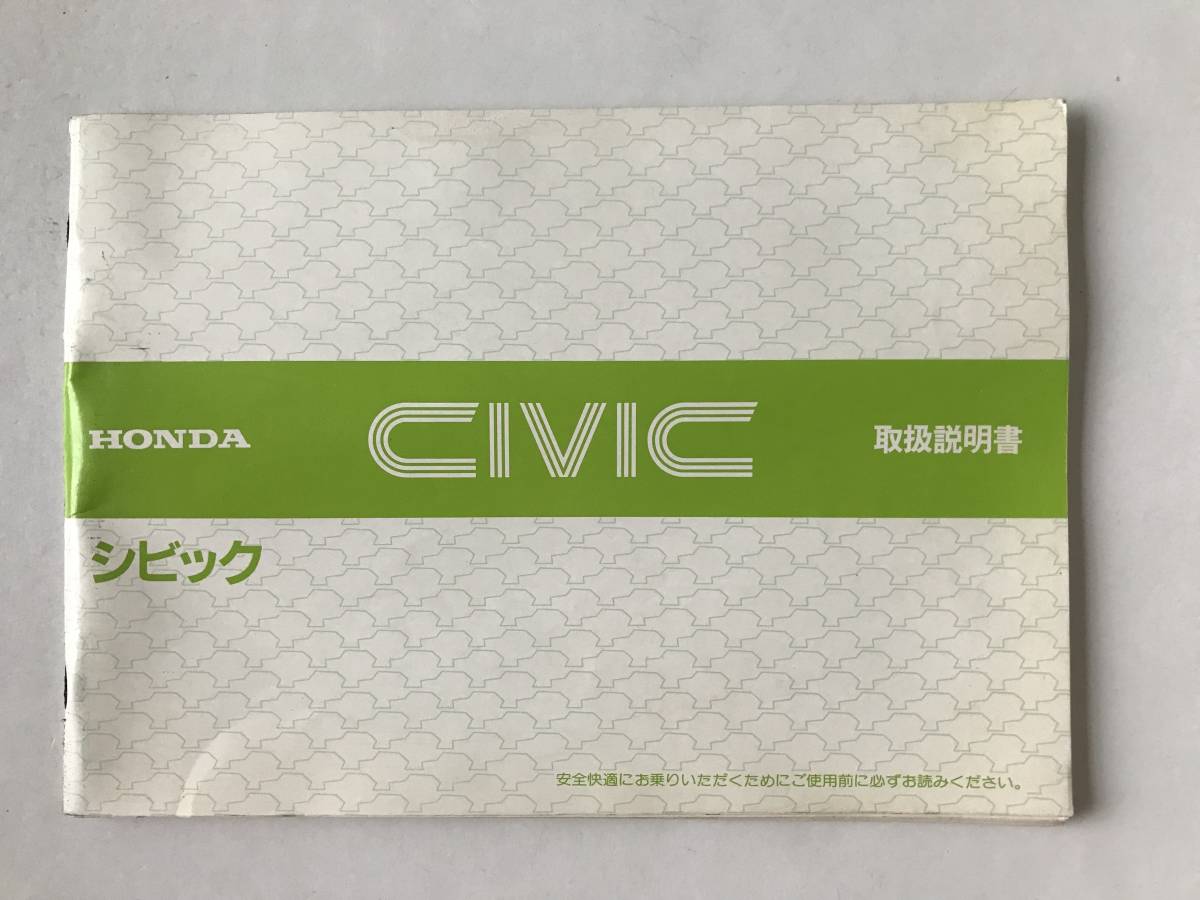 HONDA CIVIC 取扱説明書
シビック
安全快適にお乗りいただくためにご使用前に必ずお読みください。